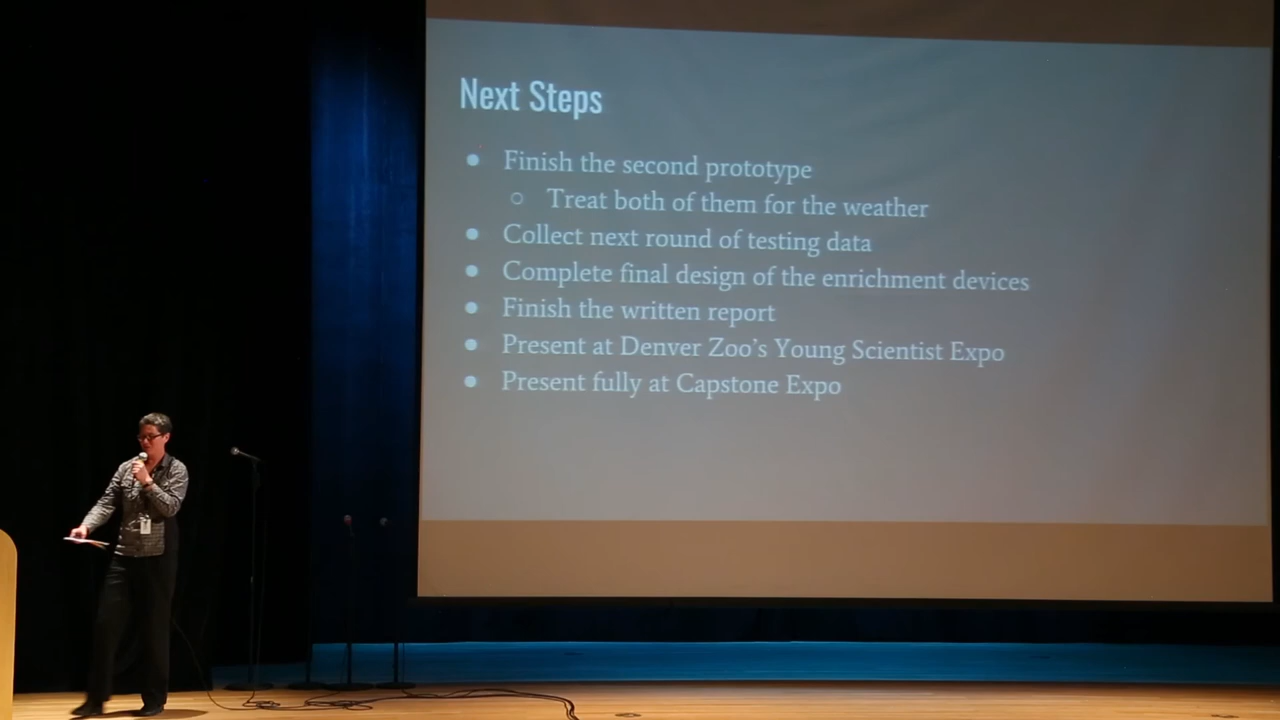 Next Steps
● Finish the second prototype
○ Treat both of them for the weather
● Collect next round of testing data
● Complete final design of the enrichment devices
● Finish the written report
● Present at Denver Zoo's Young Scientist Expo
● Present fully at Capstone Expo